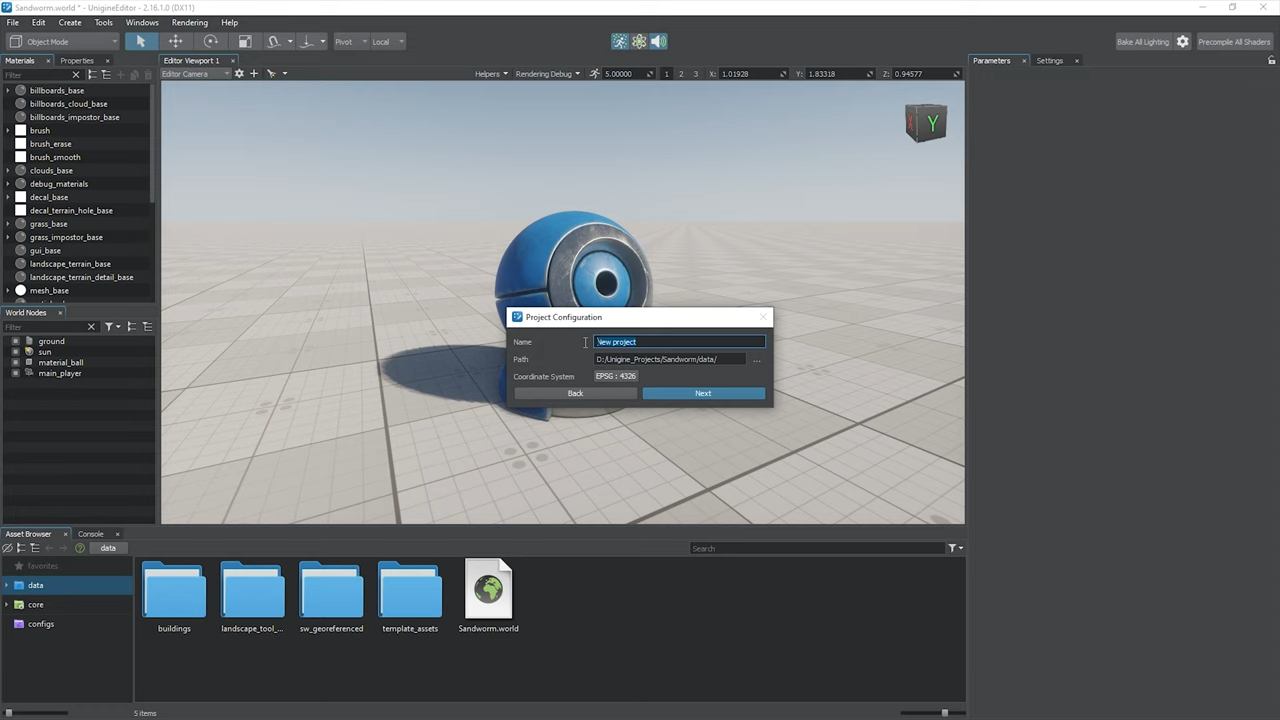 Sandworm.world * - UnigineEditor - 2.16.1.0 (DX11)
File Edit Create Tools Windows Rendering Help
Object Mode Pivot Local Bake All Lighting Precompile All Shaders
Materials Properties Editor Viewport 1 Parameters Settings
Filter Editor Camera Helpers Rendering Debug 5.00000 1 2 3 X: 1.01928 Y: 1.83318 Z: 0.94577
billboards_base
billboards_cloud_base
billboards_impostor_base
brush
brush_erase
brush_smooth
clouds_base
debug_materials
decal_base
decal_terrain_hole_base
grass_base
grass_impostor_base
gui_base
landscape_terrain_base
landscape_terrain_detail_base
mesh_base
X Y
World Nodes
Filter
ground
sun
material_ball
main_player
Project Configuration
Name New project
Path D:/Unigine_Projects/Sandworm/data/ ...
Coordinate System EPSG : 4326
Back Next
Asset Browser Console
data Search
favorites
data
core
configs
buildings landscape_tool_... sw_georeferenced template_assets Sandworm.world
5 items